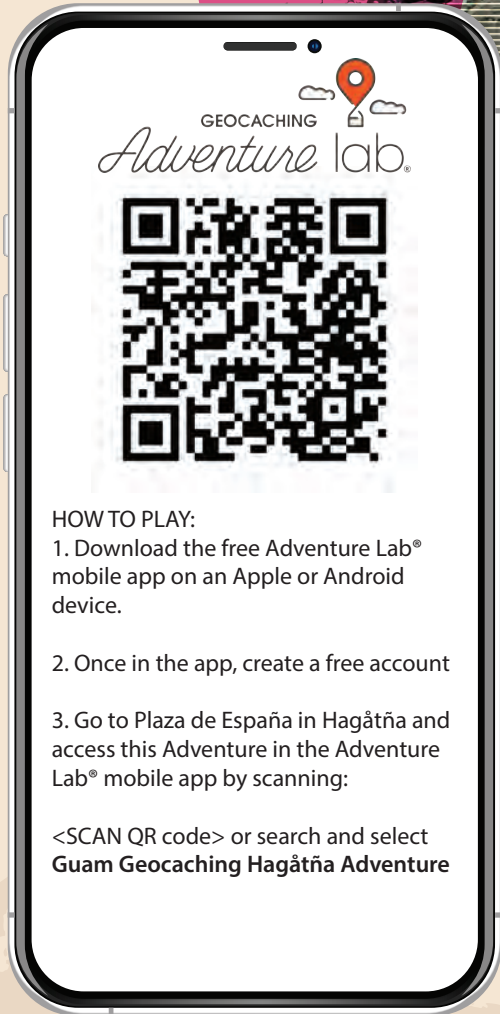 GEOCACHING
Adventure lab®
HOW TO PLAY:
1. Download the free Adventure Lab®
mobile app on an Apple or Android
device.
2. Once in the app, create a free account
3. Go to Plaza de España in Hagåtña and
access this Adventure in the Adventure
Lab® mobile app by scanning:
<SCAN QR code> or search and select
Guam Geocaching Hagåtña Adventure